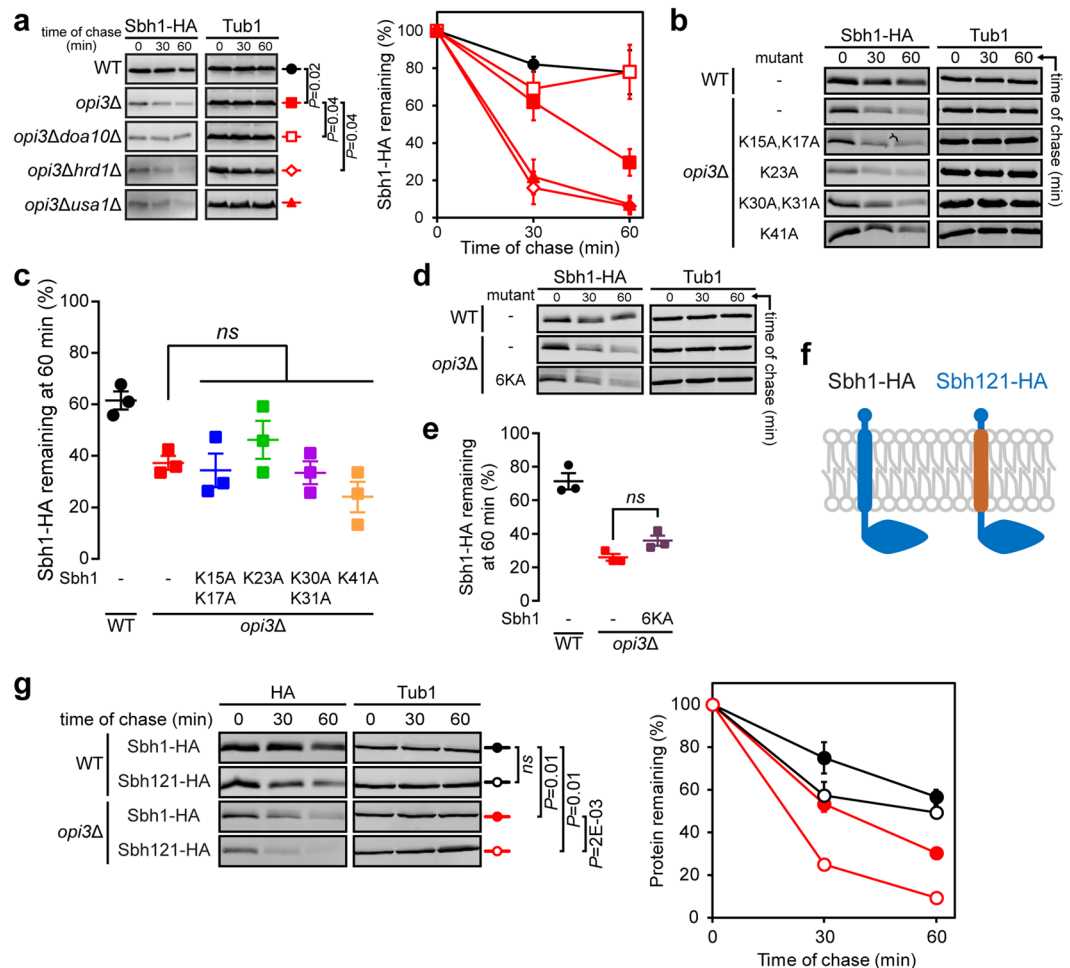 a
time of chase
(min)
Sbh1-HA
Tub1
0 30 60
0 30 60
WT
opi3Δ
opi3Δdoa10Δ
opi3Δhrd1Δ
opi3Δusa1Δ
P=0.02
P=0.04
P=0.04
Sbh1-HA remaining (%)
100
80
60
40
20
0
0 30 60
Time of chase (min)
b
Sbh1-HA
Tub1
mutant
0 30 60
0 30 60
time of chase (min)
WT
-
opi3Δ
-
K15A,K17A
K23A
K30A,K31A
K41A
c
Sbh1-HA remaining at 60 min (%)
100
80
60
40
20
0
ns
Sbh1
-
-
K15A K23A K30A K41A
K17A K31A
WT
opi3Δ
d
Sbh1-HA
Tub1
mutant
0 30 60
0 30 60
time of chase (min)
WT
-
opi3Δ
-
6KA
e
Sbh1-HA remaining
at 60 min (%)
100
80
60
40
20
0
ns
Sbh1
- - 6KA
WT
opi3Δ
f
Sbh1-HA
Sbh121-HA
g
HA
Tub1
time of chase (min)
0 30 60
0 30 60
WT
Sbh1-HA
Sbh121-HA
opi3Δ
Sbh1-HA
Sbh121-HA
ns
P=0.01
P=0.01
P=2E-03
Protein remaining (%)
100
80
60
40
20
0
0 30 60
Time of chase (min)